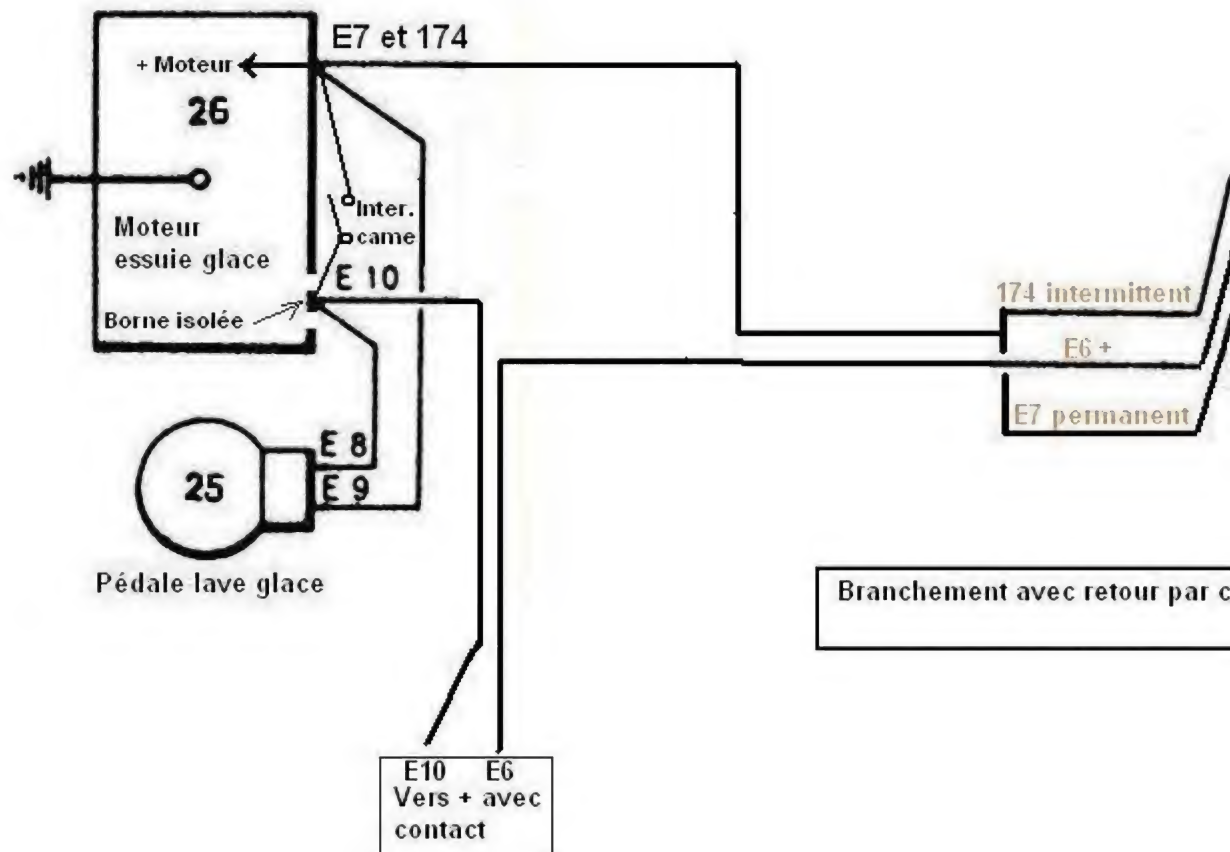 E7 et 174
+ Moteur
26
Inter.
came
Moteur
essuie glace
E 10
Borne isolée
174 intermittent
E6 +
E7 permanent
E 8
25
E 9
Pédale lave glace
Branchement avec retour par c
E10 E6
Vers + avec
contact